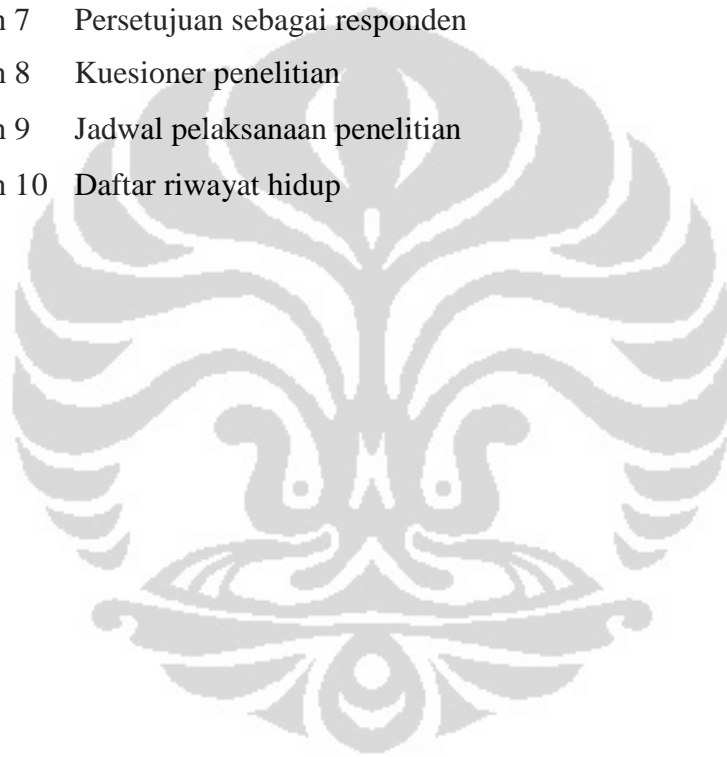 n 7 Persetujuan sebagai responden
n 8 Kuesioner penelitian
n 9 Jadwal pelaksanaan penelitian
n 10 Daftar riwayat hidup